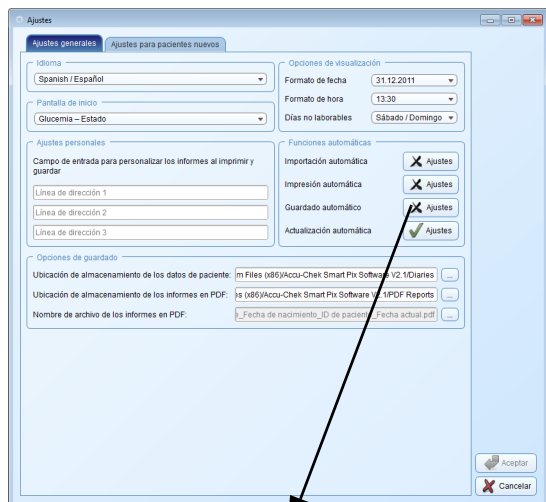 Ajustes
Ajustes generales
Ajustes para pacientes nuevos
Idioma
Spanish / Español
Pantalla de inicio
Glucemia – Estado
Opciones de visualización
Formato de fecha
31.12.2011
Formato de hora
13:30
Días no laborables
Sábado / Domingo
Ajustes personales
Campo de entrada para personalizar los informes al imprimir y
guardar
Línea de dirección 1
Línea de dirección 2
Línea de dirección 3
Funciones automáticas
Importación automática
Ajustes
Impresión automática
Ajustes
Guardado automático
Ajustes
Actualización automática
Ajustes
Opciones de guardado
Ubicación de almacenamiento de los datos de paciente: m Files (x86)/Accu-Chek Smart Pix Software V2.1/Diaries ...
Ubicación de almacenamiento de los informes en PDF: es (x86)/Accu-Chek Smart Pix Software V2.1/PDF Reports ...
Nombre de archivo de los informes en PDF: e_Fecha de nacimiento_ID de paciente_Fecha actual.pdf ...
Aceptar
Cancelar